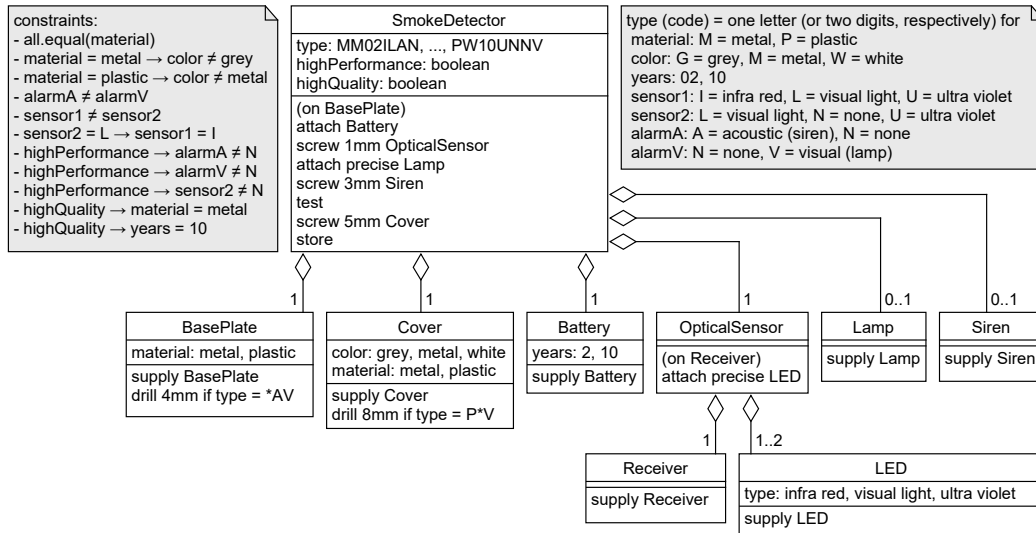 constraints:
- all.equal(material)
- material = metal → color ≠ grey
- material = plastic → color ≠ metal
- alarmA ≠ alarmV
- sensor1 ≠ sensor2
- sensor2 = L → sensor1 = I
- highPerformance → alarmA ≠ N
- highPerformance → alarmV ≠ N
- highPerformance → sensor2 ≠ N
- highQuality → material = metal
- highQuality → years = 10
SmokeDetector
type: MM02ILAN, ..., PW10UNNV
highPerformance: boolean
highQuality: boolean
(on BasePlate)
attach Battery
screw 1mm OpticalSensor
attach precise Lamp
screw 3mm Siren
test
screw 5mm Cover
store
type (code) = one letter (or two digits, respectively) for
material: M = metal, P = plastic
color: G = grey, M = metal, W = white
years: 02, 10
sensor1: I = infra red, L = visual light, U = ultra violet
sensor2: L = visual light, N = none, U = ultra violet
alarmA: A = acoustic (siren), N = none
alarmV: N = none, V = visual (lamp)
1
1
1
1
0..1
0..1
BasePlate
material: metal, plastic
supply BasePlate
drill 4mm if type = *AV
Cover
color: grey, metal, white
material: metal, plastic
supply Cover
drill 8mm if type = P*V
Battery
years: 2, 10
supply Battery
OpticalSensor
(on Receiver)
attach precise LED
Lamp
supply Lamp
Siren
supply Siren
1
1..2
Receiver
supply Receiver
LED
type: infra red, visual light, ultra violet
supply LED